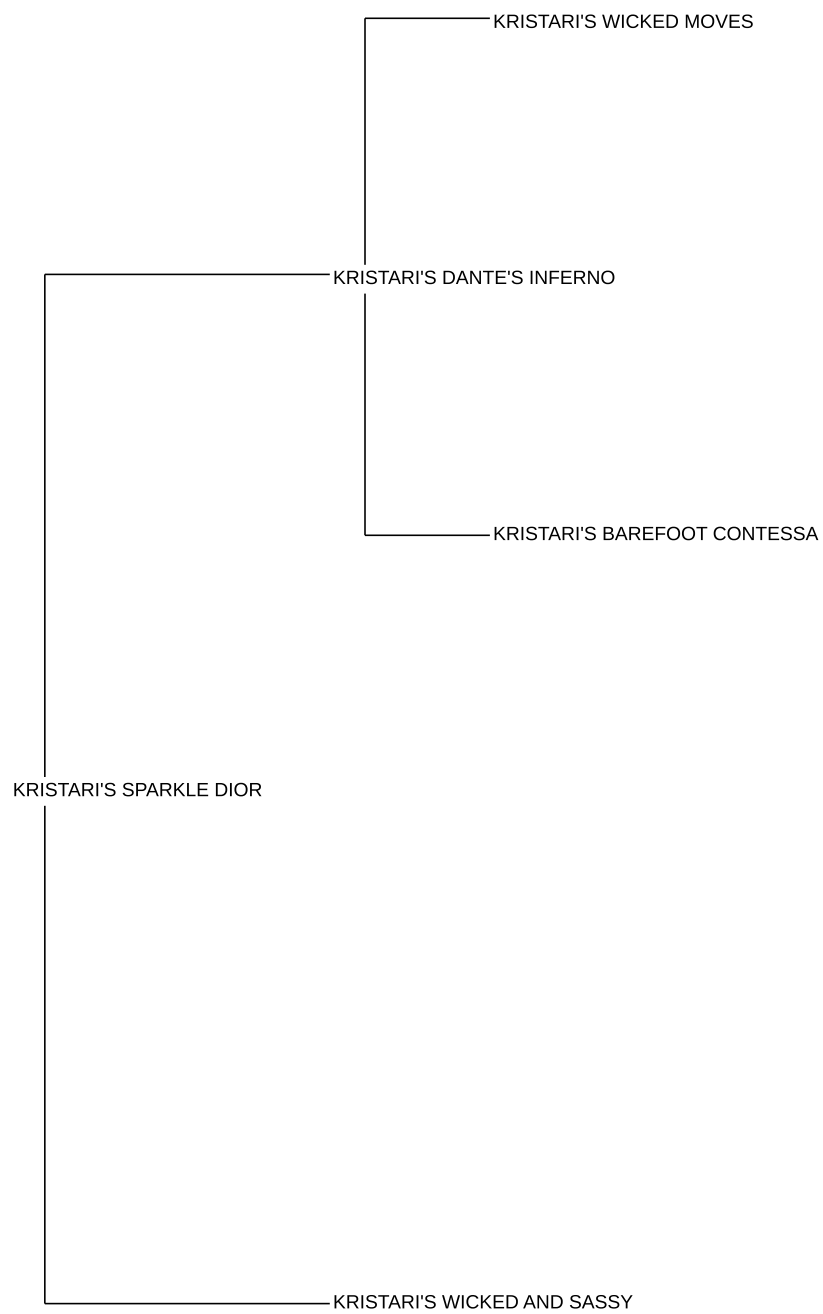 KRISTARI'S WICKED MOVES
KRISTARI'S DANTE'S INFERNO
KRISTARI'S BAREFOOT CONTESSA
KRISTARI'S SPARKLE DIOR
KRISTARI'S WICKED AND SASSY